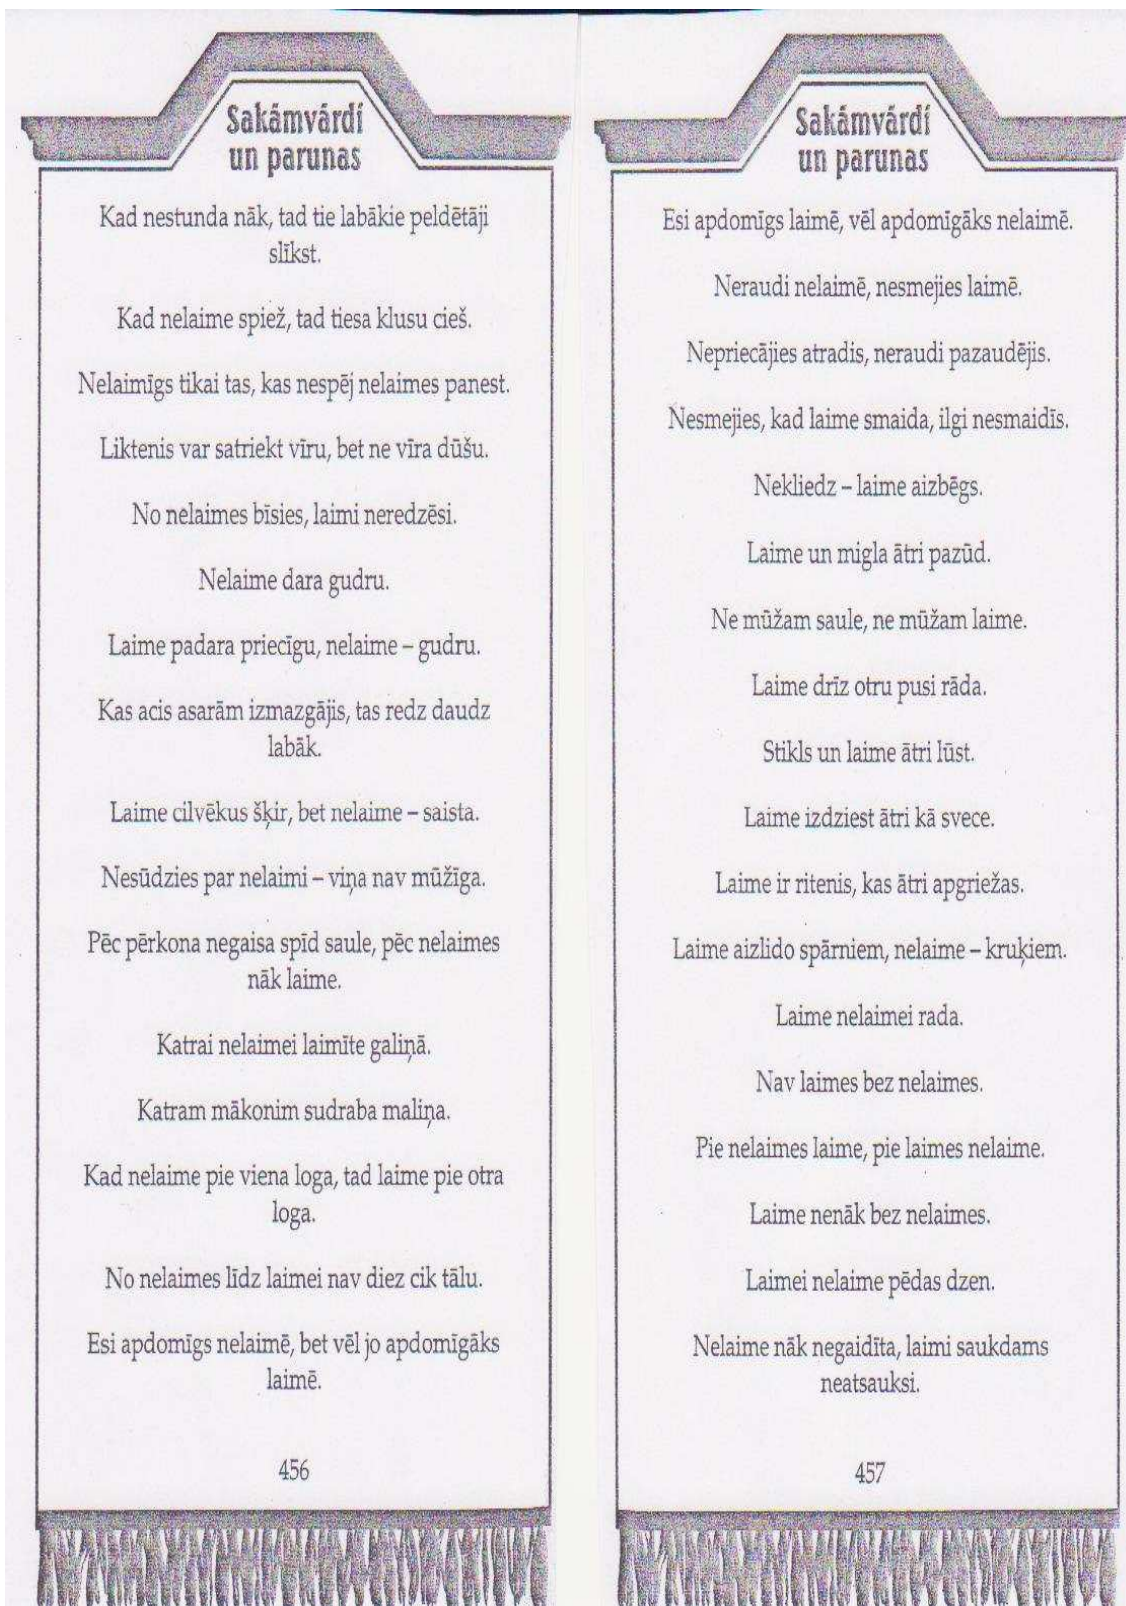 Sakāmvārdi
un parunas
Kad nestunda nāk, tad tie labākie peldētāji
slīkst.
Kad nelaime spiež, tad tiesa klusu cieš.
Nelaimīgs tikai tas, kas nespēj nelaimes panest.
Liktenis var satriekt vīru, bet ne vīra dūšu.
No nelaimes bīsies, laimi neredzēsi.
Nelaime dara gudru.
Laime padara priecīgu, nelaime – gudru.
Kas acis asarām izmazgājis, tas redz daudz
labāk.
Laime cilvēkus šķir, bet nelaime – saista.
Nesūdzies par nelaimi – viņa nav mūžīga.
Pēc pērkona negaisa spīd saule, pēc nelaimes
nāk laime.
Katrai nelaimei laimīte galiņā.
Katram mākonim sudraba maliņa.
Kad nelaime pie viena loga, tad laime pie otra
loga.
No nelaimes līdz laimei nav diez cik tālu.
Esi apdomīgs nelaimē, bet vēl jo apdomīgāks
laimē.
456
Sakāmvārdi
un parunas
Esi apdomīgs laimē, vēl apdomīgāks nelaimē.
Neraudi nelaimē, nesmejies laimē.
Nepriecājies atradis, neraudi pazaudējis.
Nesmejies, kad laime smaida, ilgi nesmaidīs.
Nekliedz – laime aizbēgs.
Laime un migla ātri pazūd.
Ne mūžam saule, ne mūžam laime.
Laime drīz otru pusi rāda.
Stikls un laime ātri lūst.
Laime izdziest ātri kā svece.
Laime ir ritenis, kas ātri apgriežas.
Laime aizlido spārniem, nelaime – kruķiem.
Laime nelaimei rada.
Nav laimes bez nelaimes.
Pie nelaimes laime, pie laimes nelaime.
Laime nenāk bez nelaimes.
Laimei nelaime pēdas dzen.
Nelaime nāk negaidīta, laimi saukdams
neatsauksi.
457